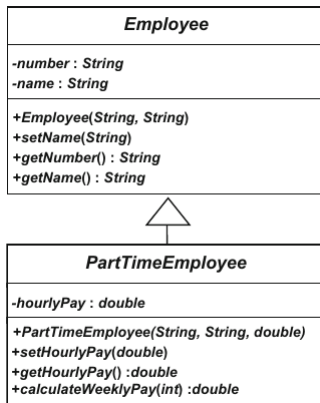 Employee
-number : String
-name : String
+Employee(String, String)
+setName(String)
+getNumber() : String
+getName() : String
PartTimeEmployee
-hourlyPay : double
+PartTimeEmployee(String, String, double)
+setHourlyPay(double)
+getHourlyPay() :double
+calculateWeeklyPay(int) :double